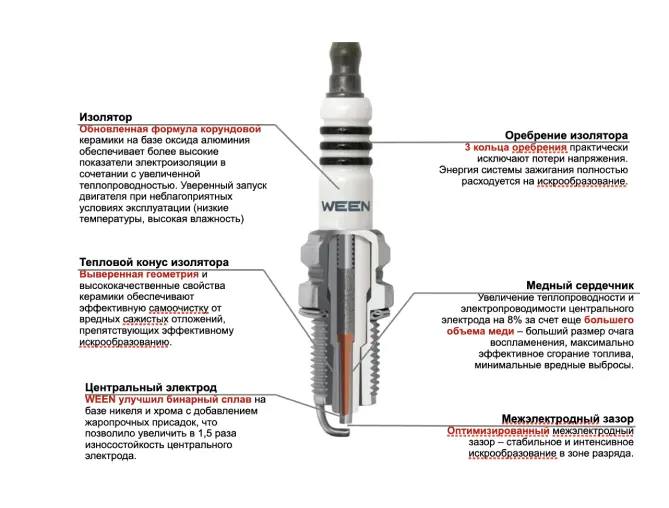 Изолятор
Обновленная формула корундовой
керамики на базе оксида алюминия
обеспечивает более высокие
показатели электроизоляции в
сочетании с увеличенной
теплопроводностью. Уверенный запуск
двигателя при неблагоприятных
условиях эксплуатации (низкие
температуры, высокая влажность)
Оребрение изолятора
3 кольца оребрения практически
исключают потери напряжения.
Энергия системы зажигания полностью
расходуется на искрообразование.
WEEN
Тепловой конус изолятора
Выверенная геометрия и
высококачественные свойства
керамики обеспечивают
эффективную самоочистку от
вредных сажистых отложений,
препятствующих эффективному
искрообразованию.
Медный сердечник
Увеличение теплопроводности и
электропроводимости центрального
электрода на 8% за счет еще большего
объема меди – больший размер очага
воспламенения, максимально
эффективное сгорание топлива,
минимальные вредные выбросы.
Центральный электрод
WEEN улучшил бинарный сплав на
базе никеля и хрома с добавлением
жаропрочных присадок, что
позволило увеличить в 1,5 раза
износостойкость центрального
электрода.
Межэлектродный зазор
Оптимизированный межэлектродный
зазор – стабильное и интенсивное
искрообразование в зоне разряда.